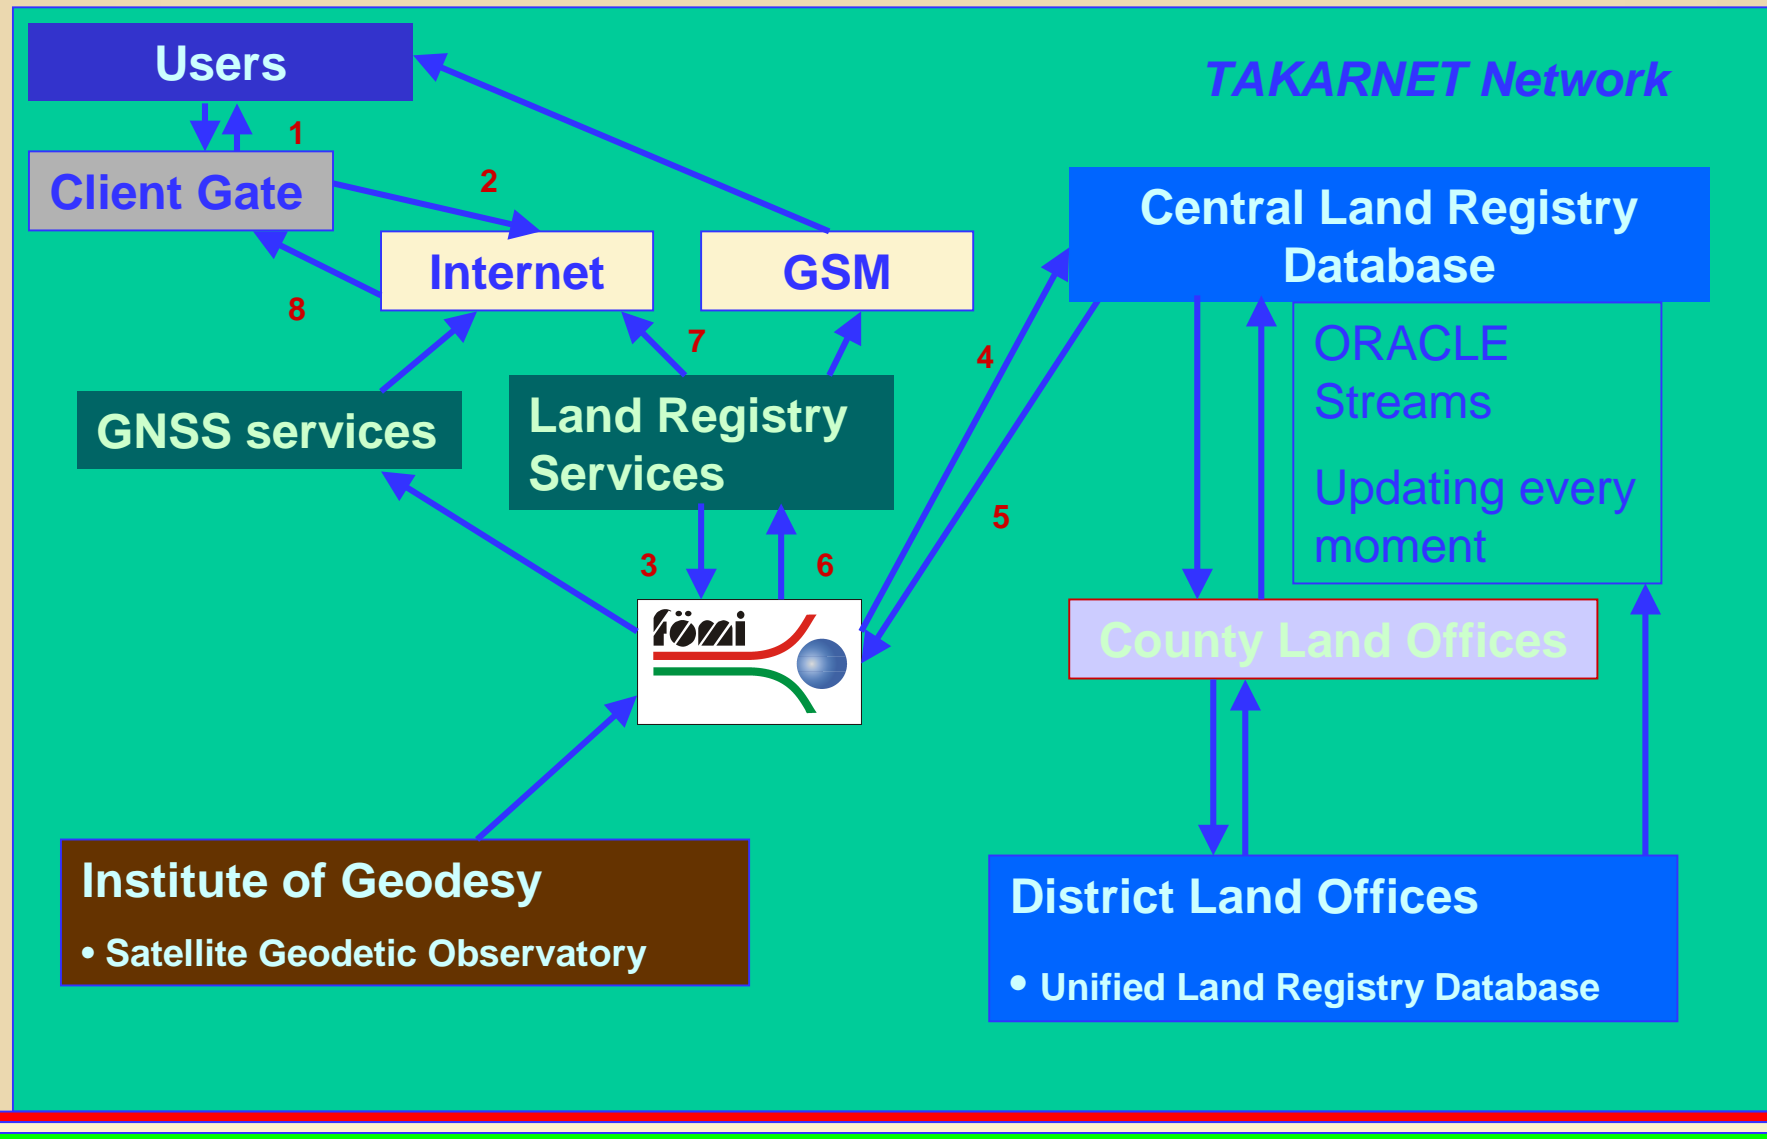 Users
TAKARNET Network
1
Client Gate
2
Central Land Registry
Database
Internet
GSM
8
7
4
ORACLE
Streams
GNSS services
Land Registry
Services
Updating every
moment
5
3
6
fömi
County Land Offices
Institute of Geodesy
• Satellite Geodetic Observatory
District Land Offices
• Unified Land Registry Database